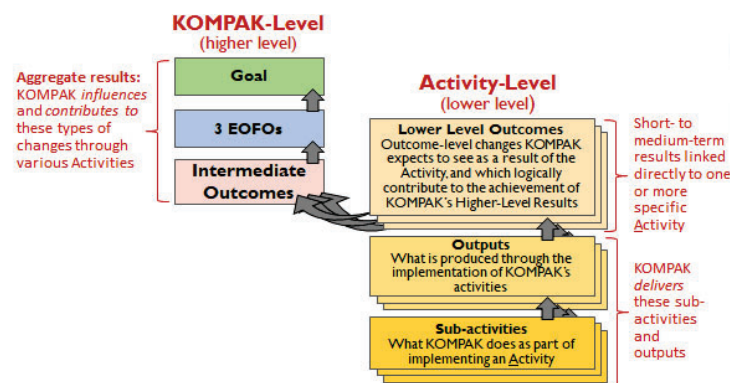 KOMPAK-Level
(higher level)
Aggregate results:
KOMPAK influences
and contributes to
these types of
changes through
various Activities
Goal
3 EOFOs
Intermediate
Outcomes
Activity-Level
(lower level)
Lower Level Outcomes
Outcome-level changes KOMPAK
expects to see as a result of the
Activity, and which logically
contribute to the achievement of
KOMPAK's Higher-Level Results
Short- to
medium-term
results linked
directly to one
or more
specific
Activity
Outputs
What is produced through the
implementation of KOMPAK's
activities
Sub-activities
What KOMPAK does as part of
implementing an Activity
KOMPAK
delivers
these sub-
activities
and
outputs